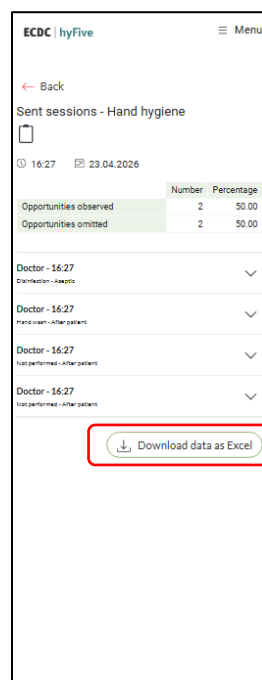 ECDC | hyFive
Menu
← Back
Sent sessions - Hand hygiene
16:27 23.04.2026
Number Percentage
Opportunities observed 2 50.00
Opportunities omitted 2 50.00
Doctor - 16:27
Disinfection - Aseptic
Doctor - 16:27
Hand wash - After patient
Doctor - 16:27
Not performed - After patient
Doctor - 16:27
Not performed - After patient
Download data as Excel